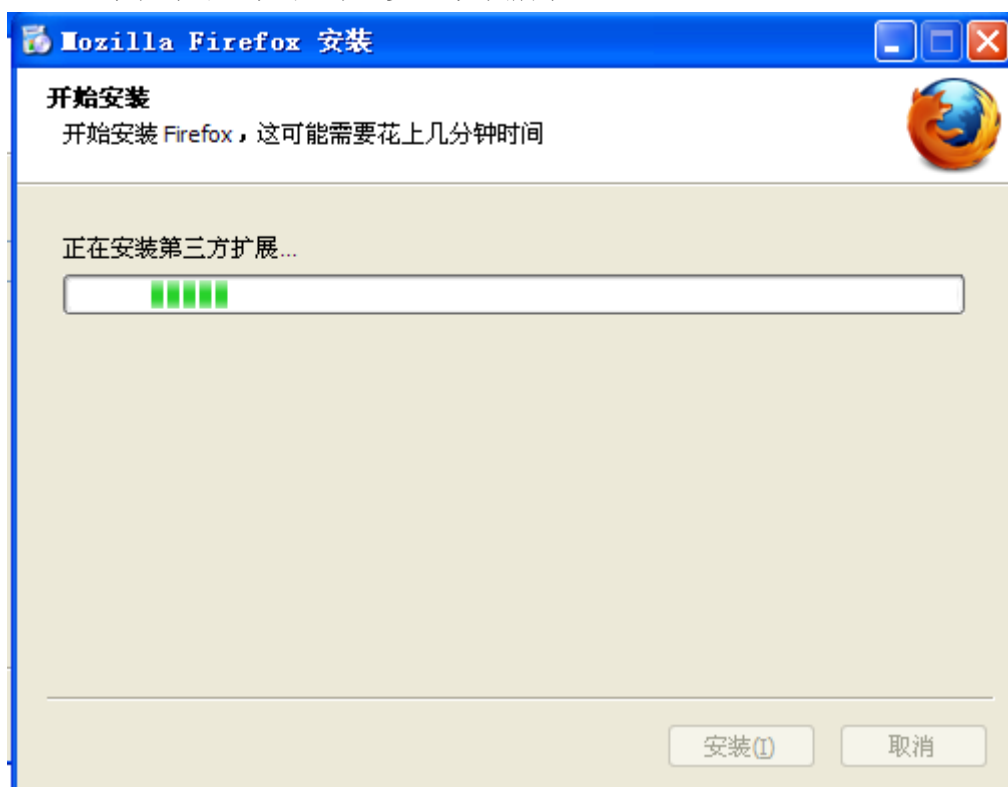 Mozilla Firefox 安装
开始安装
开始安装 Firefox，这可能需要花上几分钟时间
正在安装第三方扩展...
安装(I)
取消